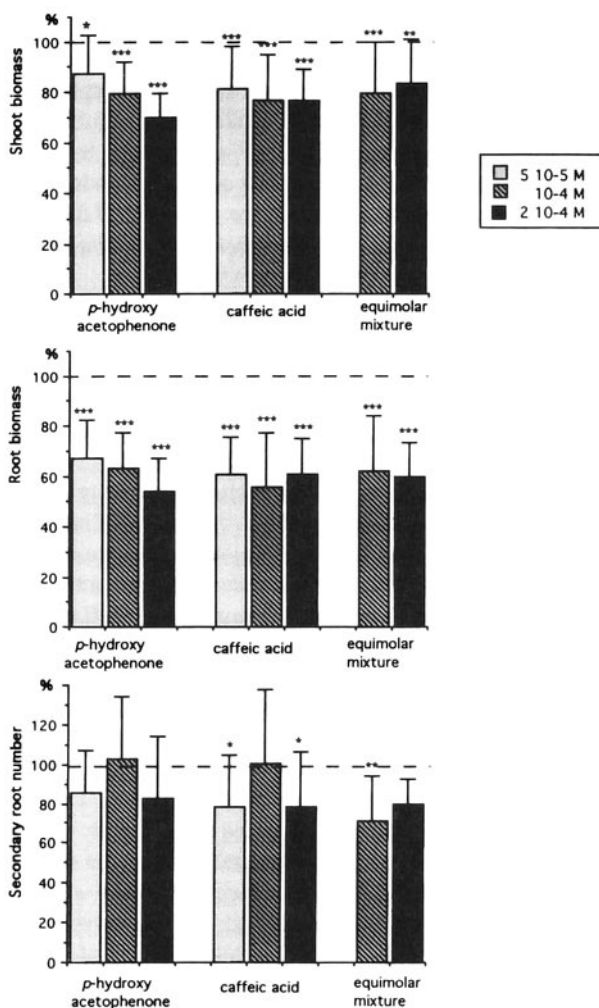 %
100
80
60
40
20
0
Shoot biomass
* *** *** *** *** *** *** **
p-hydroxy acetophenone
caffeic acid
equimolar mixture
5 10-5 M
10-4 M
2 10-4 M
%
100
80
60
40
20
0
Root biomass
*** *** *** *** *** *** *** ***
p-hydroxy acetophenone
caffeic acid
equimolar mixture
%
120
100
80
60
40
20
0
Secondary root number
* * **
p-hydroxy acetophenone
caffeic acid
equimolar mixture